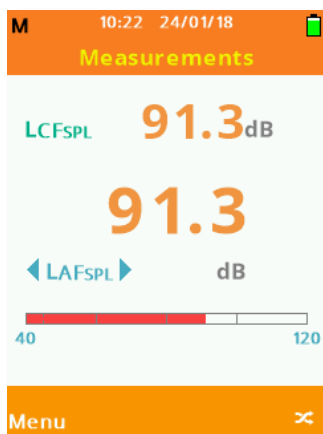 M 10:22 24/01/18
Measurements
LCFSPL 91.3dB
91.3
LAFSPL dB
40 120
Menu